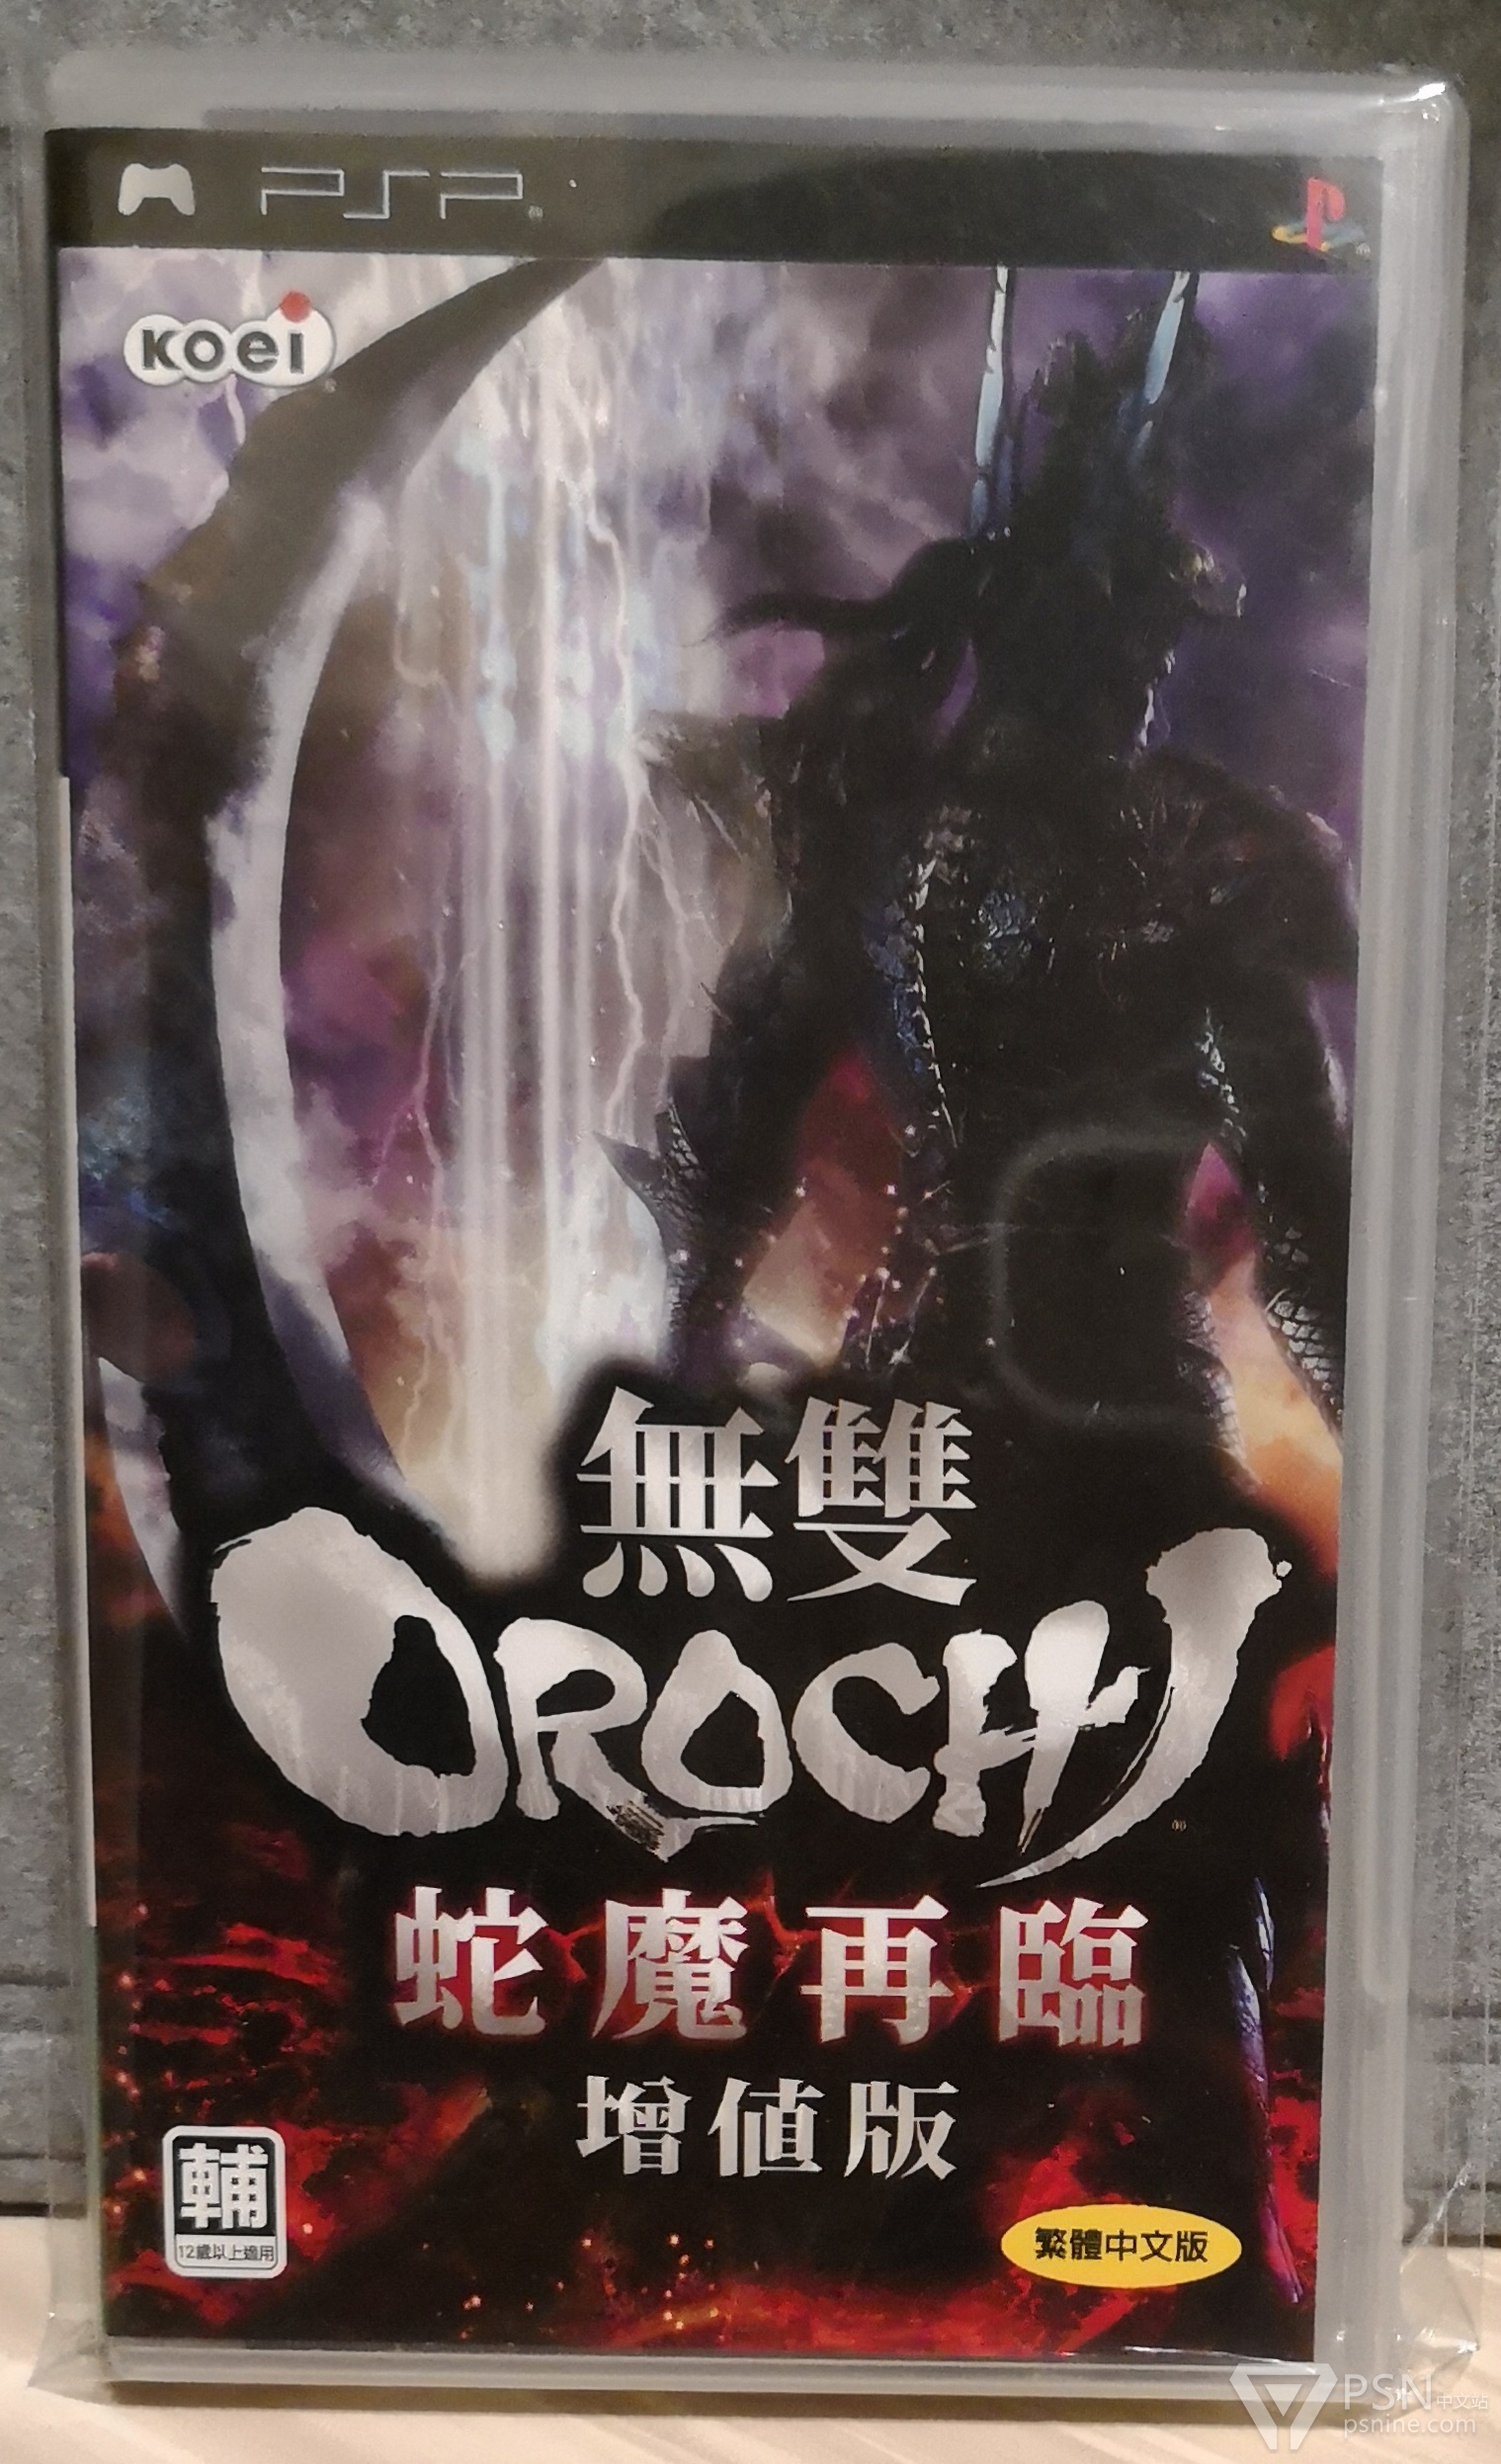 PSP
KOEI
無雙
OROCHI
蛇魔再臨
增值版
輔
12歲以上適用
繁體中文版
PSN中文站
psnine.com